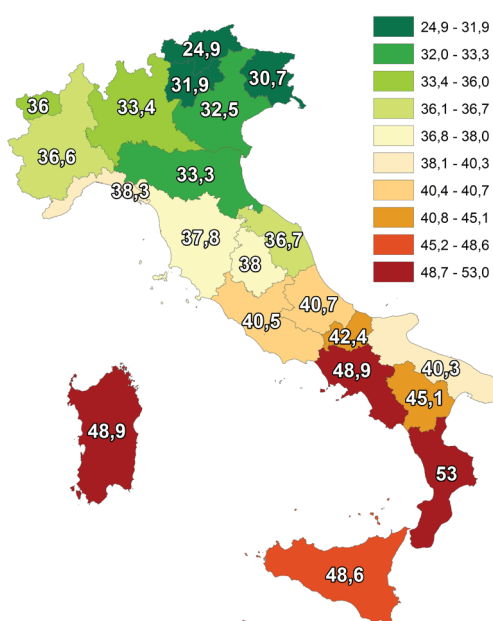 24,9 - 31,9
32,0 - 33,3
33,4 - 36,0
36,1 - 36,7
36,8 - 38,0
38,1 - 40,3
40,4 - 40,7
40,8 - 45,1
45,2 - 48,6
48,7 - 53,0
24,9
31,9
30,7
36
33,4
32,5
36,6
33,3
38,3
37,8
36,7
38
40,7
40,5
42,4
48,9
40,3
45,1
48,9
53
48,6